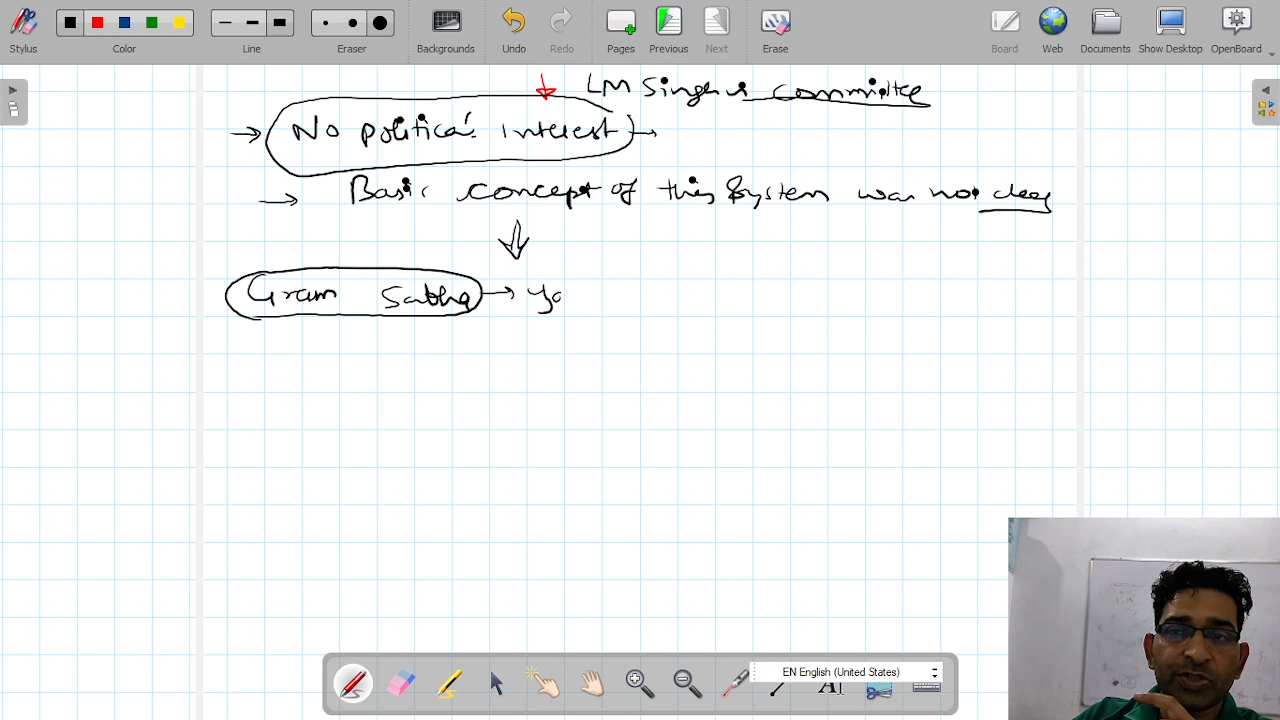 Stylus
Color
Line
Eraser
Backgrounds
Undo
Redo
Pages
Previous
Next
Erase
Board
Web
Documents
Show Desktop
OpenBoard
LM Singhvi committee
No political interest
Basic concept of this system was not clear
Gram Sabha
EN English (United States)